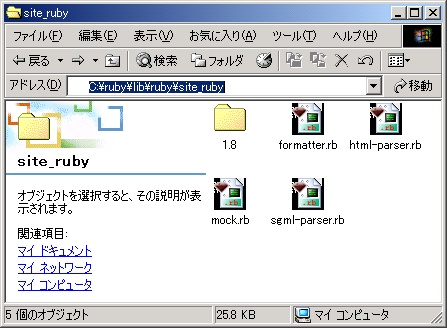 site_ruby
ファイル(F) 編集(E) 表示(V) お気に入り(A) ツール(T) ヘルプ(H)
戻る 検索 フォルダ
アドレス(D) C:¥ruby¥lib¥ruby¥site_ruby 移動
site_ruby
オブジェクトを選択すると、その説明が表
示されます。
関連項目:
マイ ドキュメント
マイ ネットワーク
マイ コンピュータ
1.8 formatter.rb html-parser.rb
mock.rb sgml-parser.rb
5 個のオブジェクト 25.8 KB マイ コンピュータ